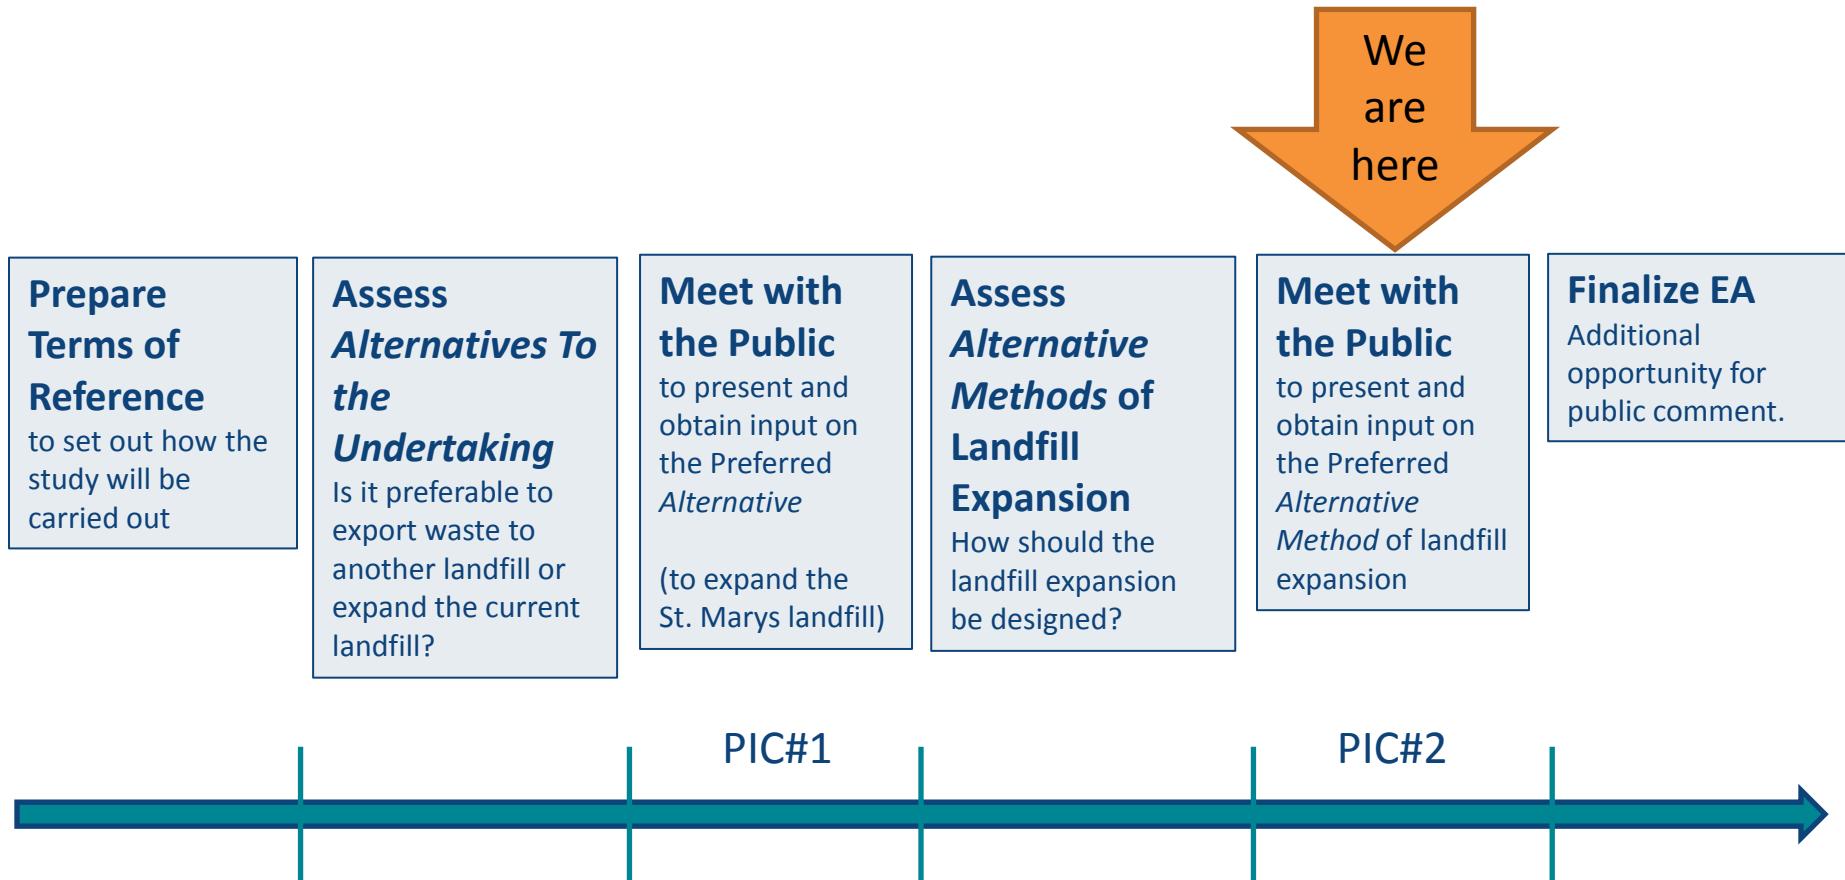 We
are
here
Prepare
Terms of
Reference
to set out how the
study will be
carried out
Assess
Alternatives To
the
Undertaking
Is it preferable to
export waste to
another landfill or
expand the current
landfill?
Meet with
the Public
to present and
obtain input on
the Preferred
Alternative
(to expand the
St. Marys landfill)
Assess
Alternative
Methods of
Landfill
Expansion
How should the
landfill expansion
be designed?
Meet with
the Public
to present and
obtain input on
the Preferred
Alternative
Method of landfill
expansion
Finalize EA
Additional
opportunity for
public comment.
PIC#1
PIC#2